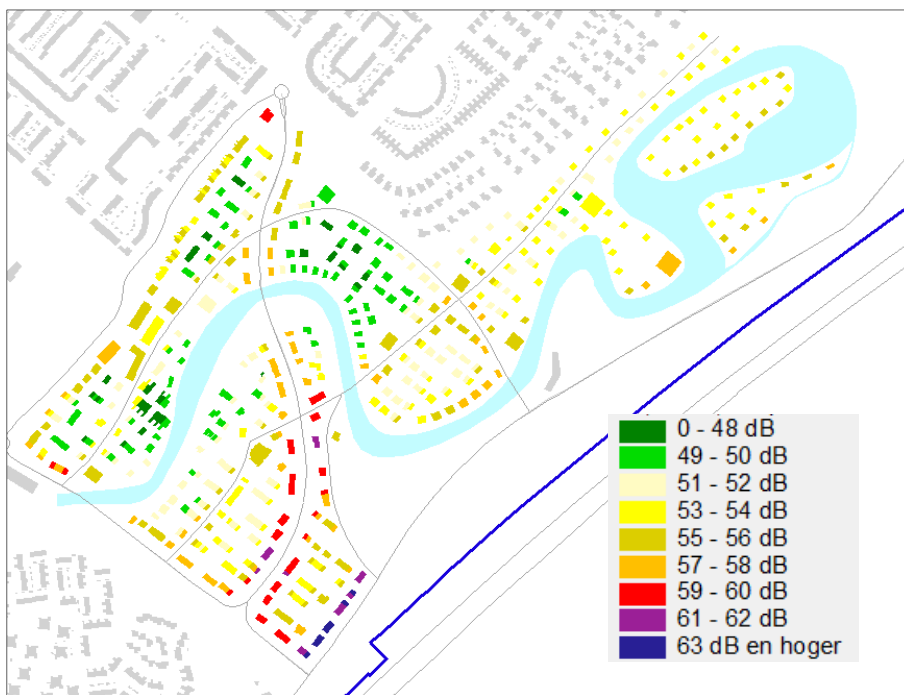 0 - 48 dB
49 - 50 dB
51 - 52 dB
53 - 54 dB
55 - 56 dB
57 - 58 dB
59 - 60 dB
61 - 62 dB
63 dB en hoger